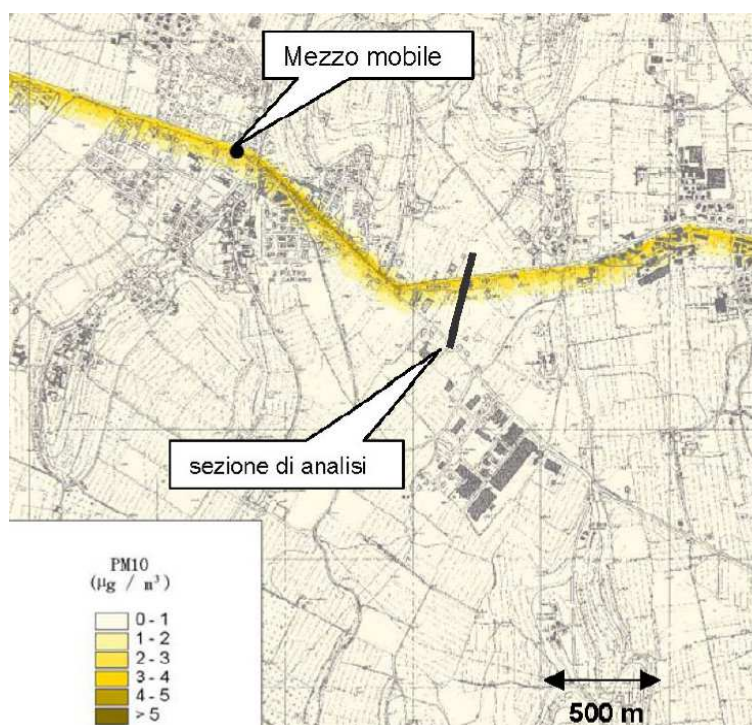 Mezzo mobile
sezione di analisi
PM10
(μg / m³)
0 - 1
1 - 2
2 - 3
3 - 4
4 - 5
> 5
500 m